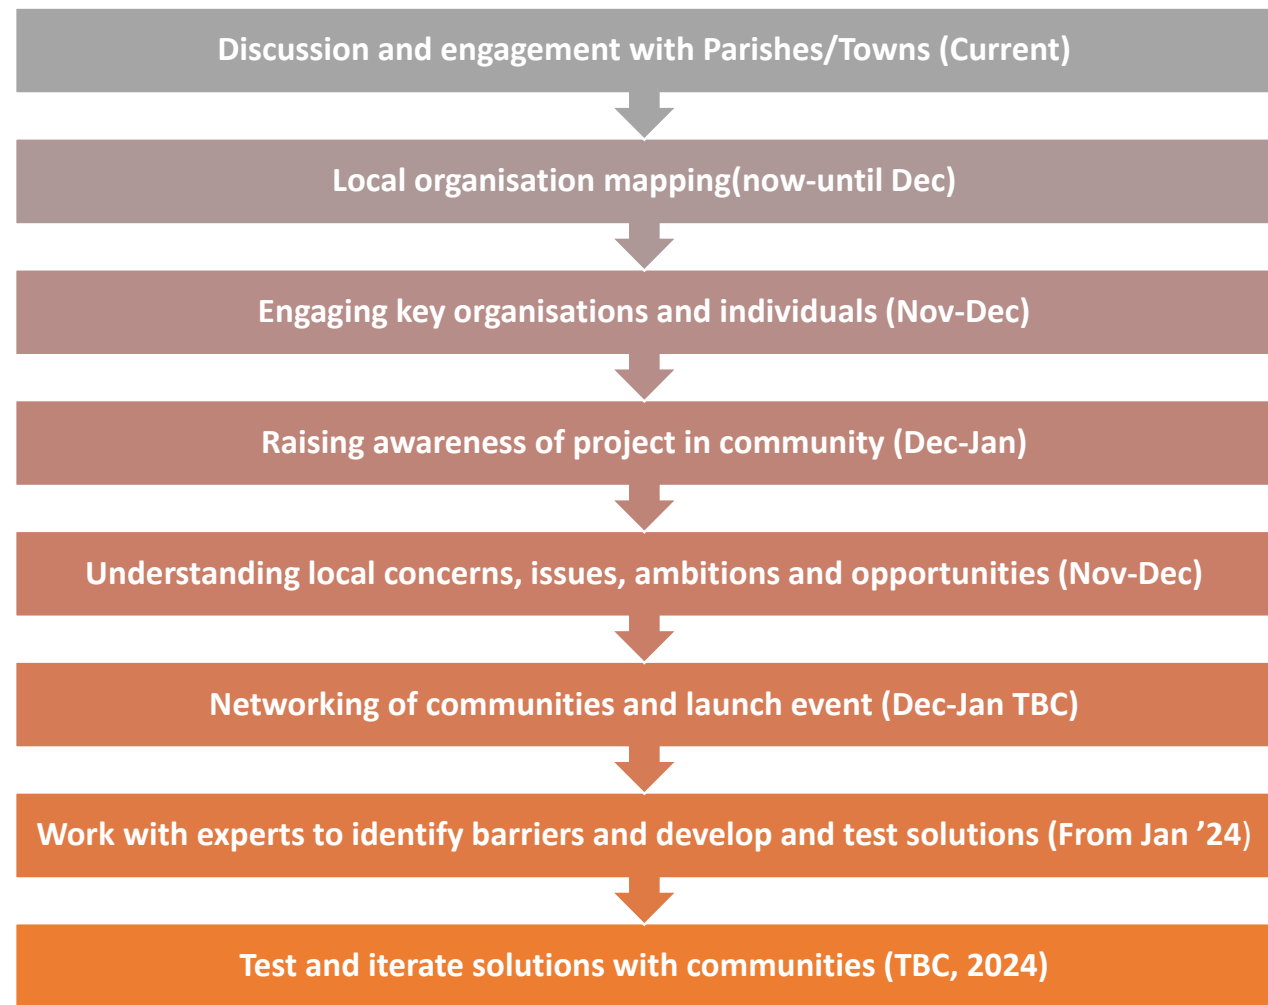 Discussion and engagement with Parishes/Towns (Current)
Local organisation mapping(now-until Dec)
Engaging key organisations and individuals (Nov-Dec)
Raising awareness of project in community (Dec-Jan)
Understanding local concerns, issues, ambitions and opportunities (Nov-Dec)
Networking of communities and launch event (Dec-Jan TBC)
Work with experts to identify barriers and develop and test solutions (From Jan ’24)
Test and iterate solutions with communities (TBC, 2024)